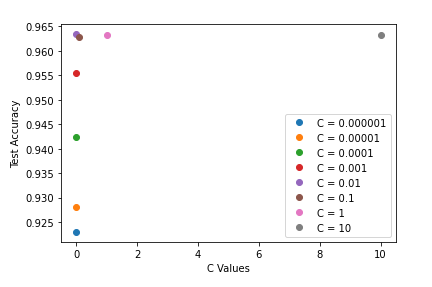 0.965
0.960
0.955
0.950
0.945
0.940
0.935
0.930
0.925
Test Accuracy
C = 0.000001
C = 0.00001
C = 0.0001
C = 0.001
C = 0.01
C = 0.1
C = 1
C = 10
0 2 4 6 8 10
C Values